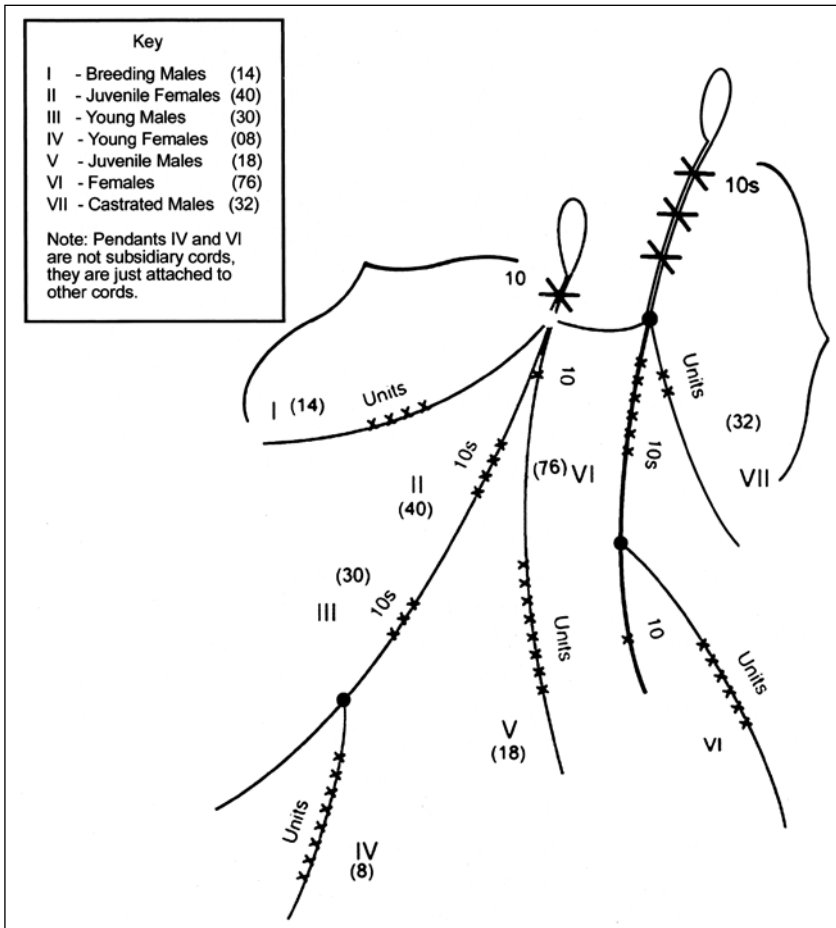 Key
I - Breeding Males (14)
II - Juvenile Females (40)
III - Young Males (30)
IV - Young Females (08)
V - Juvenile Males (18)
VI - Females (76)
VII - Castrated Males (32)
Note: Pendants IV and VI
are not subsidiary cords,
they are just attached to
other cords.
10s
10
Units
10
Units
I (14)
(32)
10s
10s
(76) VI
VII
II
(40)
(30)
10s
III
10
Units
Units
V
(18)
VI
Units
IV
(8)